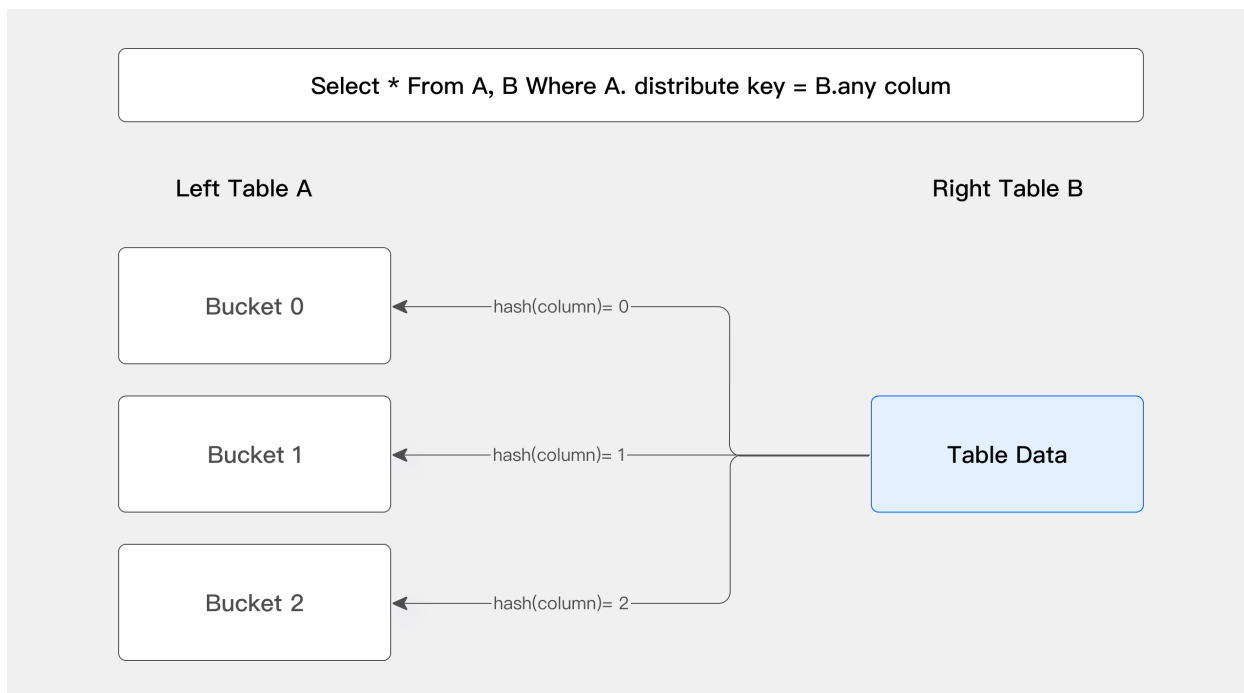 Select * From A, B Where A. distribute key = B.any colum
Left Table A
Right Table B
Bucket 0
hash(column)= 0
Bucket 1
hash(column)= 1
Table Data
Bucket 2
hash(column)= 2